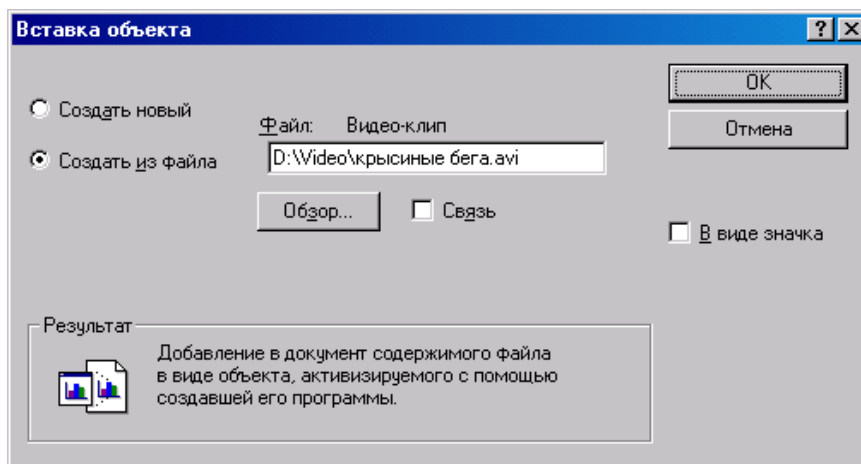 Вставка объекта
Создать новый
Создать из файла
Файл: Видео-клип
D:\Video\крысиные бега.avi
Обзор...
Связь
OK
Отмена
В виде значка
Результат
Добавление в документ содержимого файла
в виде объекта, активизируемого с помощью
создавшей его программы.